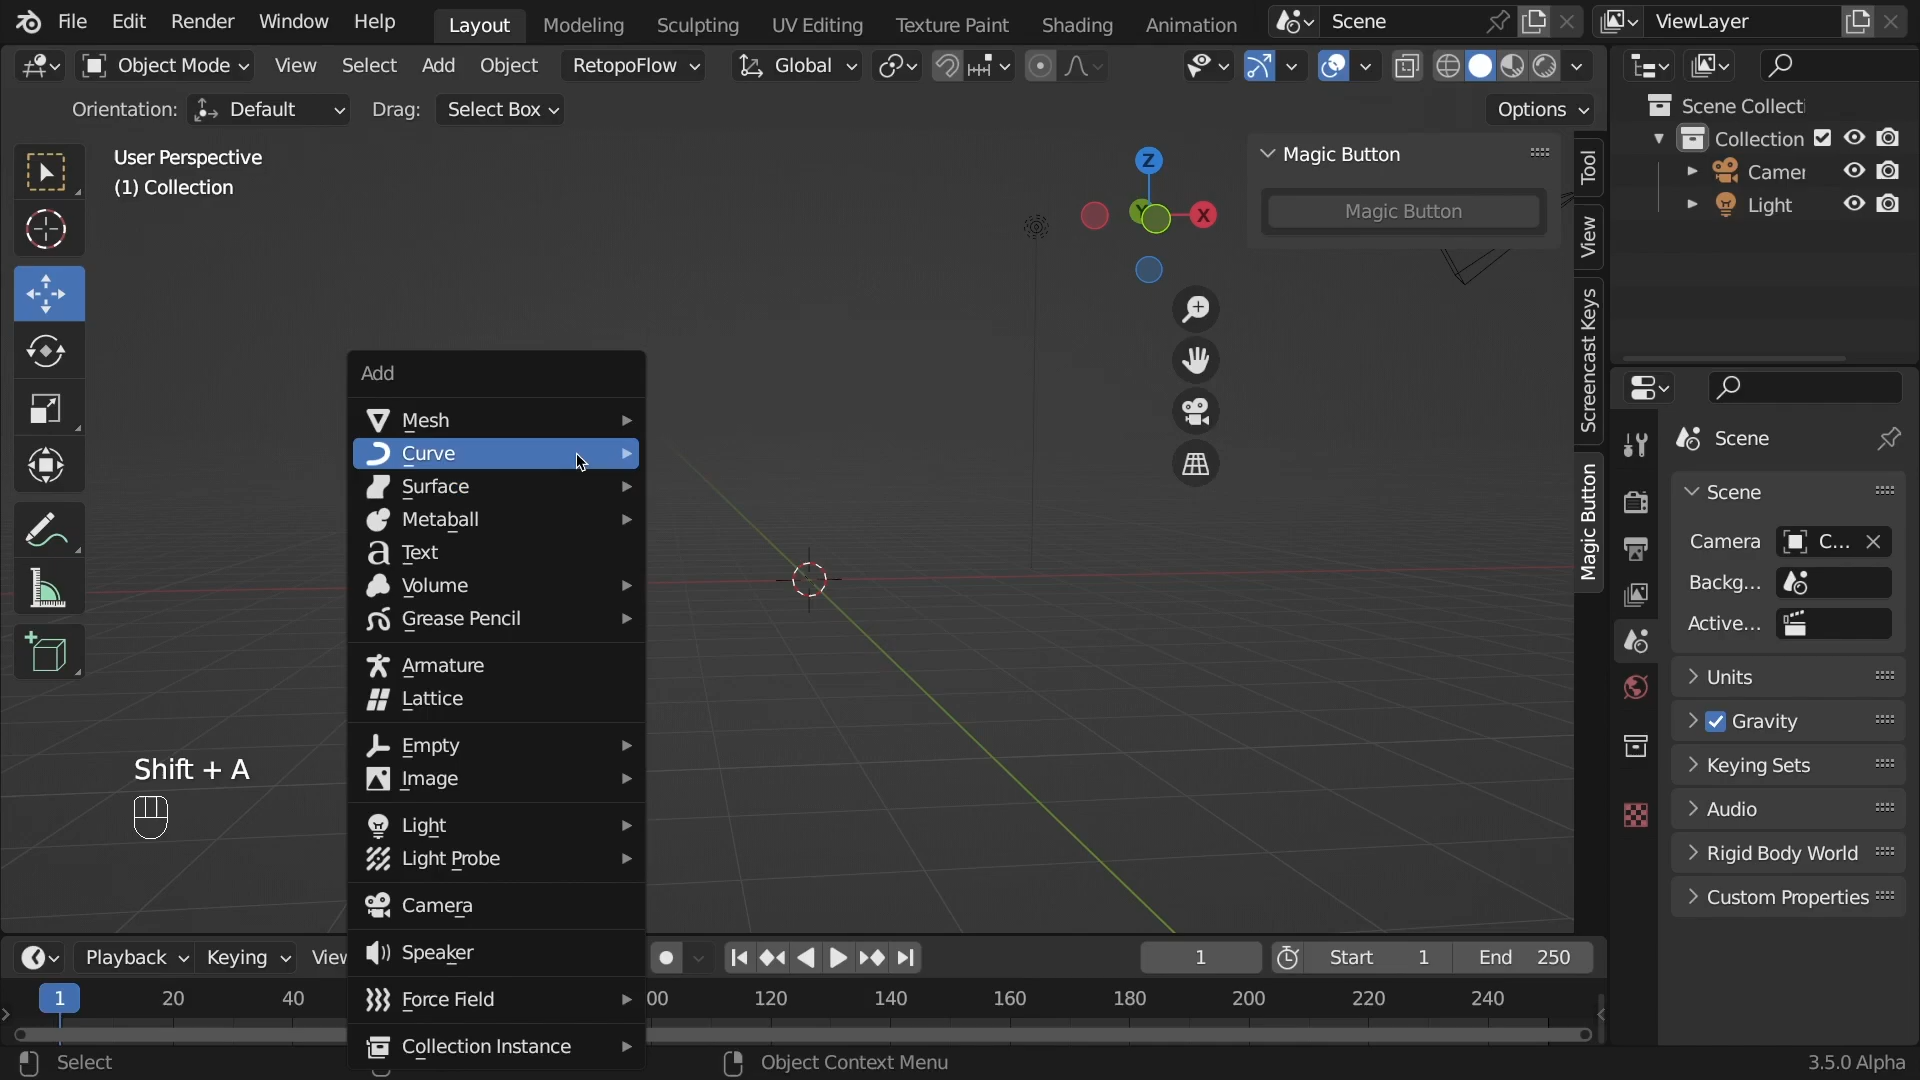 File Edit Render Window Help Layout Modeling Sculpting UV Editing Texture Paint Shading Animation Scene ViewLayer
Object Mode View Select Add Object RetopoFlow Global
Orientation: Default Drag: Select Box Options
User Perspective
(1) Collection
Z
Y
X
Magic Button
Magic Button
Tool
View
Screencast Keys
Magic Button
Scene Collecti
Collection
Camer
Light
Add
Mesh
Curve
Surface
Metaball
Text
Volume
Grease Pencil
Armature
Lattice
Empty
Image
Light
Light Probe
Camera
Speaker
Force Field
Collection Instance
Shift + A
Scene
Scene
Camera C...
Backg...
Active...
Units
Gravity
Keying Sets
Audio
Rigid Body World
Custom Properties
Playback Keying View 1 Start 1 End 250
1 20 40 00 120 140 160 180 200 220 240
Select Object Context Menu 3.5.0 Alpha